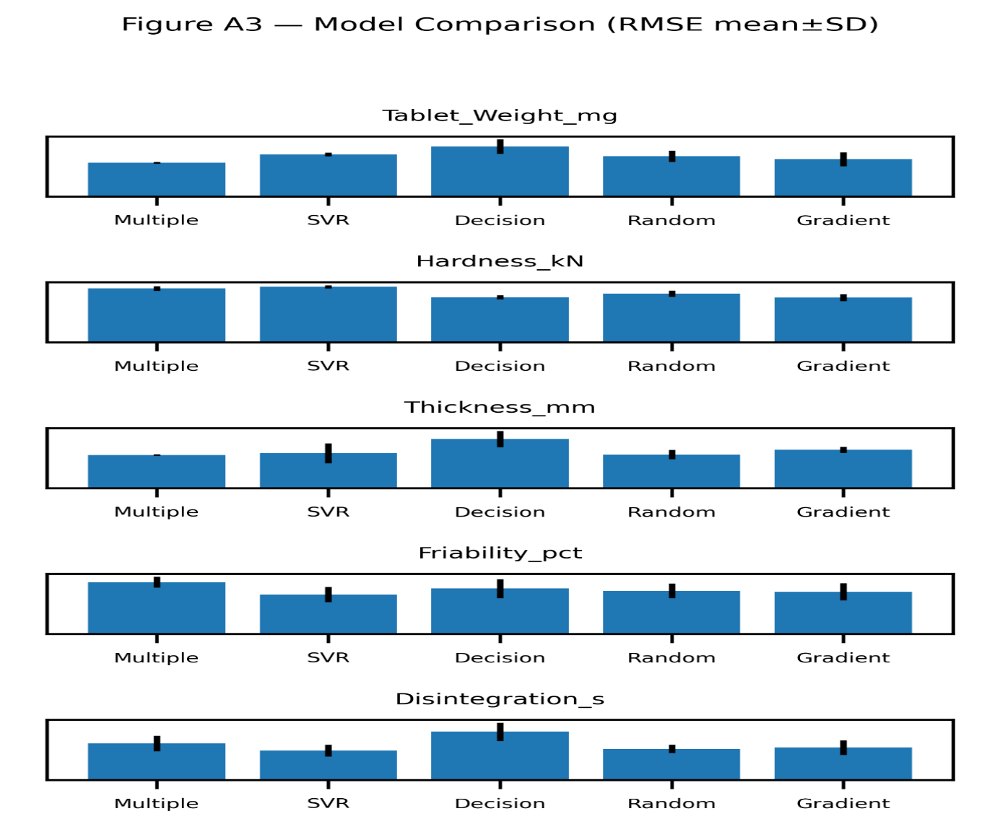 Figure A3 — Model Comparison (RMSE mean±SD)
Tablet_Weight_mg
Multiple SVR Decision Random Gradient
Hardness_kN
Multiple SVR Decision Random Gradient
Thickness_mm
Multiple SVR Decision Random Gradient
Friability_pct
Multiple SVR Decision Random Gradient
Disintegration_s
Multiple SVR Decision Random Gradient